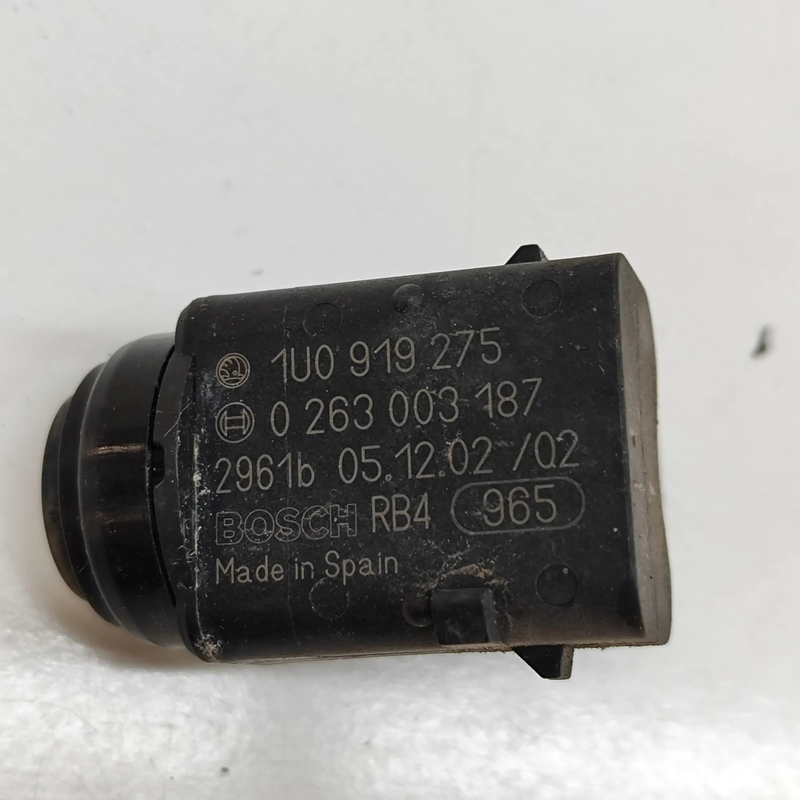 1U0 919 275
0 263 003 187
2961b 05.12.02 /02
BOSCH RB4 965
Made in Spain